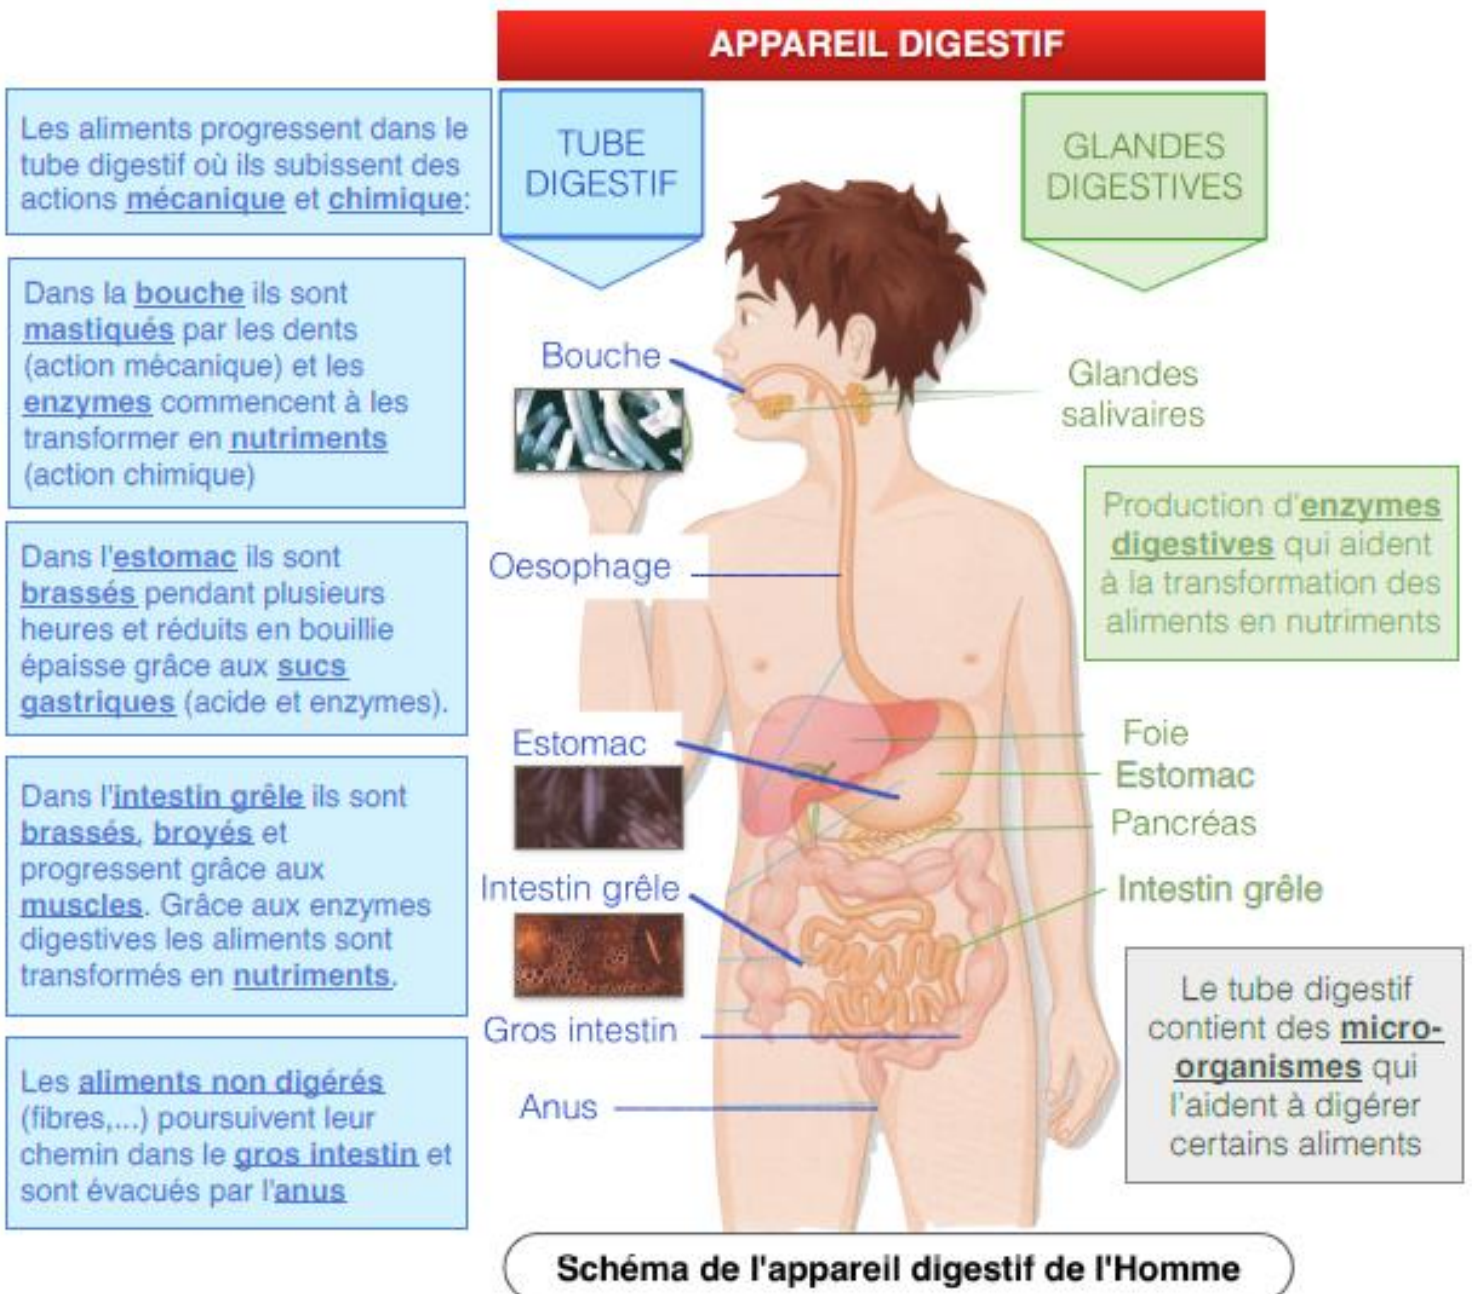 APPAREIL DIGESTIF
Les aliments progressent dans le
tube digestif où ils subissent des
actions mécanique et chimique:
TUBE
DIGESTIF
GLANDES
DIGESTIVES
Dans la bouche ils sont
mastiqués par les dents
(action mécanique) et les
enzymes commencent à les
transformer en nutriments
(action chimique)
Bouche
Glandes
salivaires
Dans l'estomac ils sont
brassés pendant plusieurs
heures et réduits en bouillie
épaisse grâce aux sucs
gastriques (acide et enzymes).
Oesophage
Production d'enzymes
digestives qui aident
à la transformation des
aliments en nutriments
Estomac
Foie
Estomac
Pancréas
Dans l'intestin grêle ils sont
brassés, broyés et
progressent grâce aux
muscles. Grâce aux enzymes
digestives les aliments sont
transformés en nutriments.
Intestin grêle
Intestin grêle
Gros intestin
Anus
Le tube digestif
contient des micro-
organismes qui
l'aident à digérer
certains aliments
Les aliments non digérés
(fibres,...) poursuivent leur
chemin dans le gros intestin et
sont évacués par l'anus
Schéma de l'appareil digestif de l'Homme